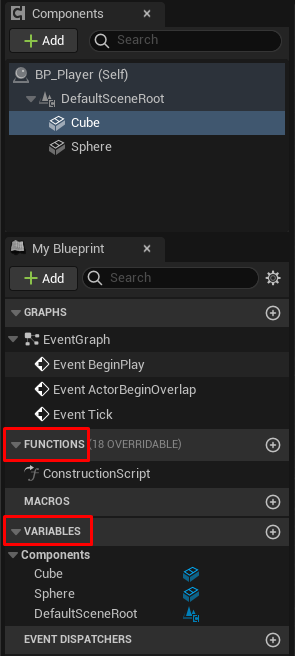 Components
Add
Search
BP_Player (Self)
DefaultSceneRoot
Cube
Sphere
My Blueprint
Add
Search
GRAPHS
EventGraph
Event BeginPlay
Event ActorBeginOverlap
Event Tick
FUNCTIONS (18 OVERRIDABLE)
ConstructionScript
MACROS
VARIABLES
Components
Cube
Sphere
DefaultSceneRoot
EVENT DISPATCHERS